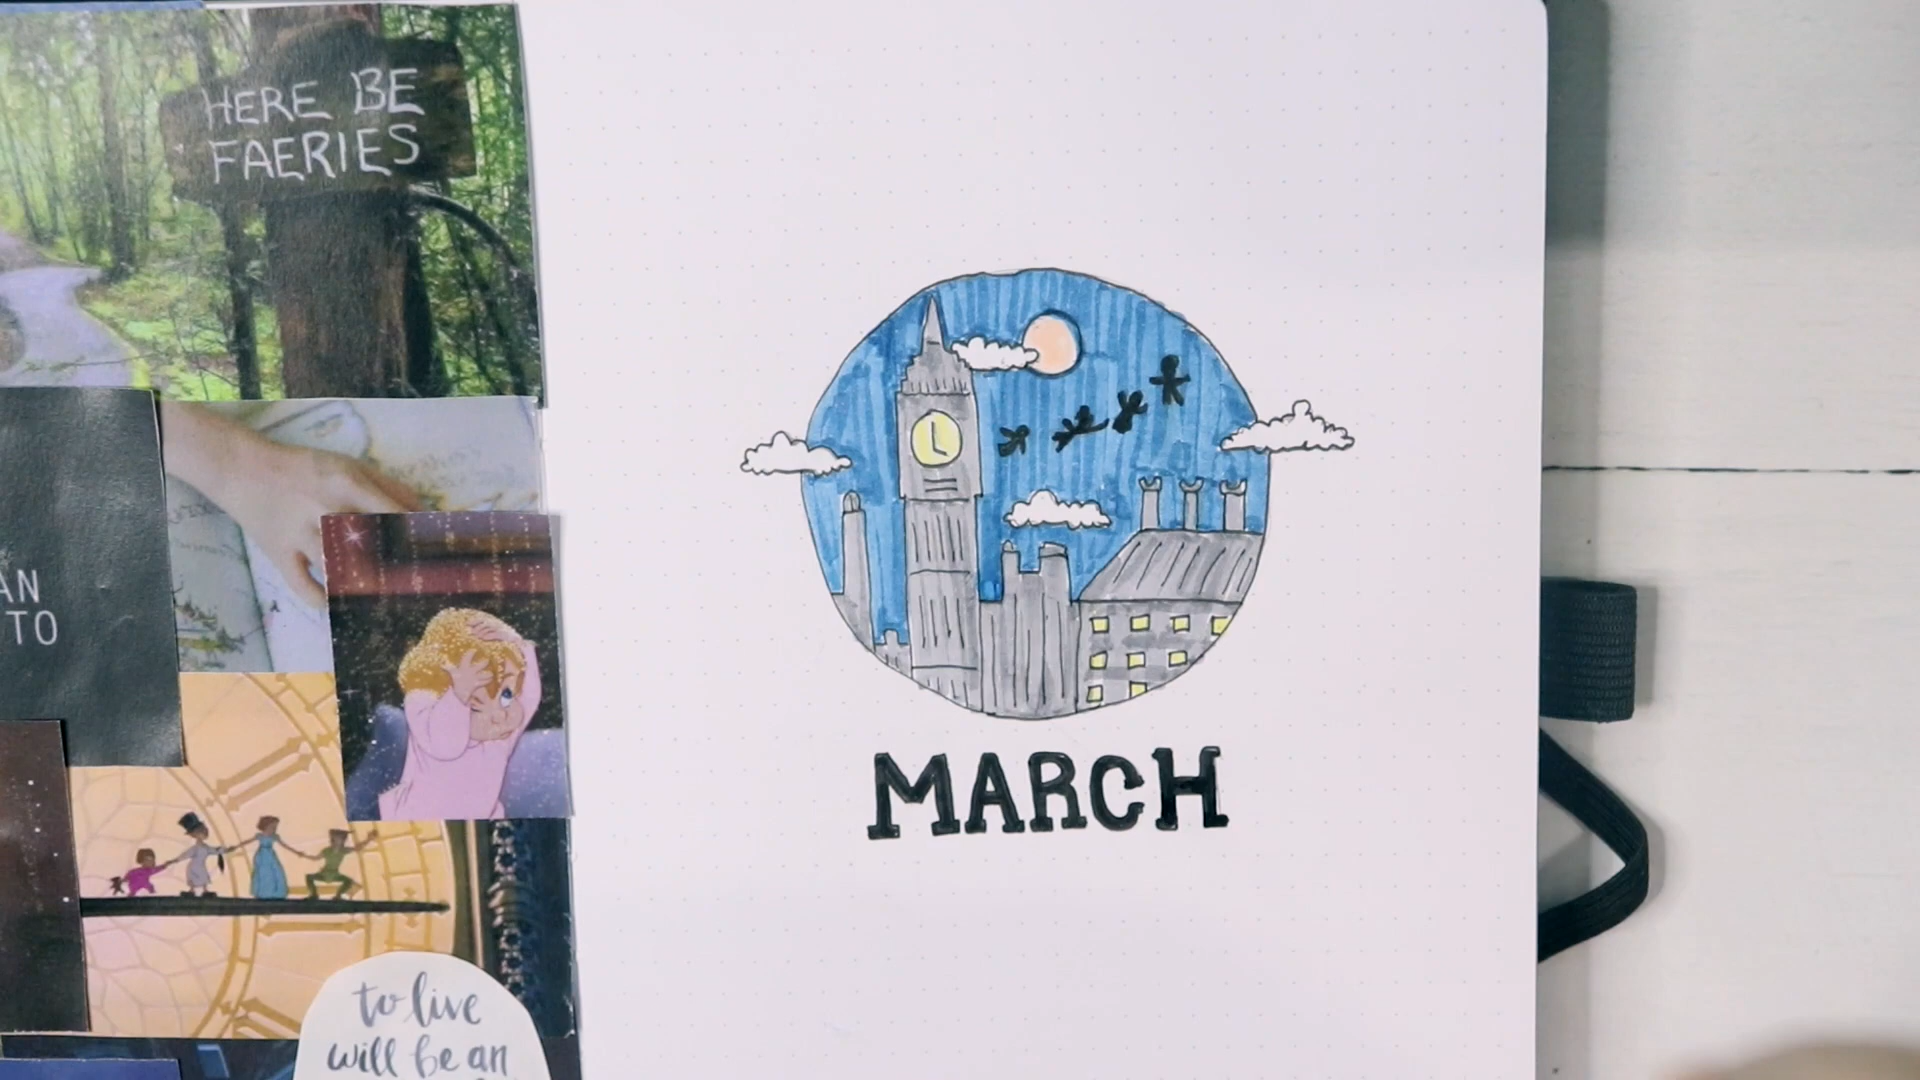 HERE BE
FAERIES
AN
TO
to live
will be an
MARCH